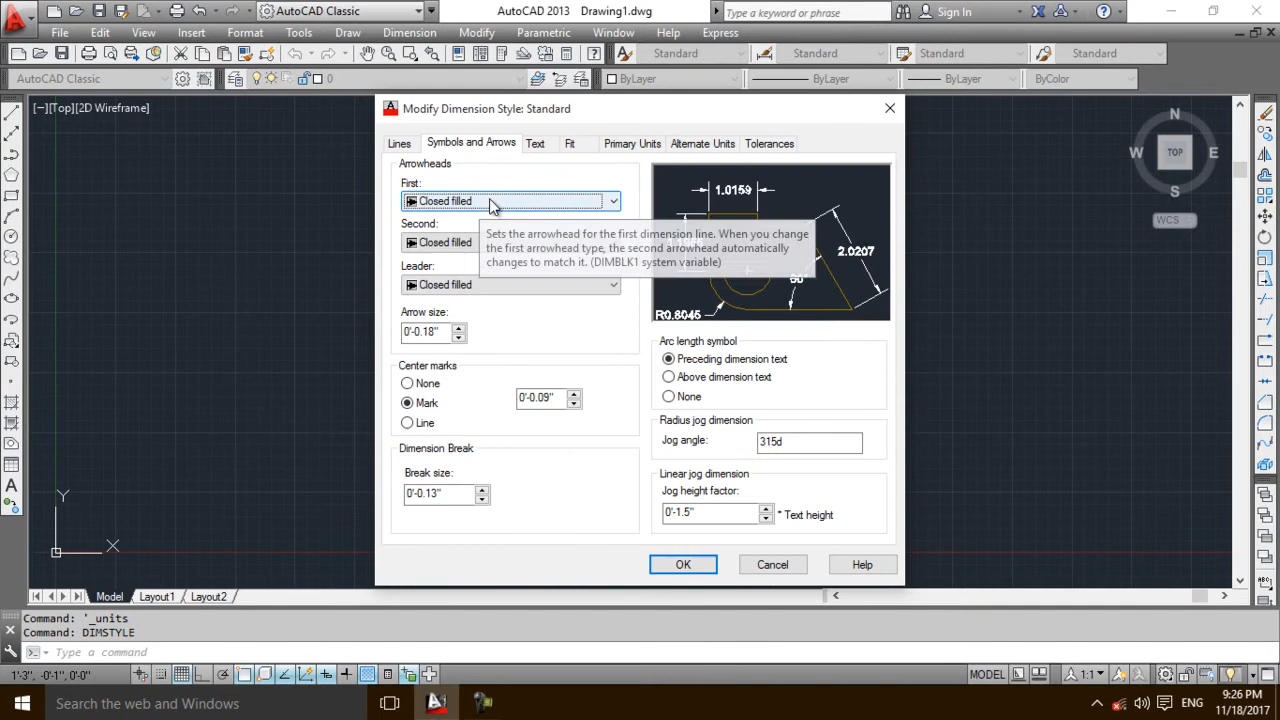 AutoCAD Classic
AutoCAD 2013 Drawing1.dwg
Type a keyword or phrase
Sign In
File Edit View Insert Format Tools Draw Dimension Modify Parametric Window Help Express
Standard Standard Standard Standard
AutoCAD Classic 0 ByLayer ByLayer ByLayer ByColor
[−][Top][2D Wireframe]
Modify Dimension Style: Standard
Lines Symbols and Arrows Text Fit Primary Units Alternate Units Tolerances
Arrowheads
First:
Closed filled
Second:
Closed filled
Leader:
Closed filled
Sets the arrowhead for the first dimension line. When you change
the first arrowhead type, the second arrowhead automatically
changes to match it. (DIMBLK1 system variable)
Arrow size:
0'-0.18"
Center marks
None
Mark
0'-0.09"
Line
Dimension Break
Break size:
0'-0.13"
1.0159
2.0207
R0.8045
Arc length symbol
Preceding dimension text
Above dimension text
None
Radius jog dimension
Jog angle: 315d
Linear jog dimension
Jog height factor:
0'-1.5" * Text height
OK Cancel Help
N
W TOP E
S
WCS
Y
X
Model Layout1 Layout2
Command: '_units
Command: DIMSTYLE
Type a command
1'-3", -0'-1", 0'-0"
MODEL
1:1
Search the web and Windows
ENG
9:26 PM
11/18/2017